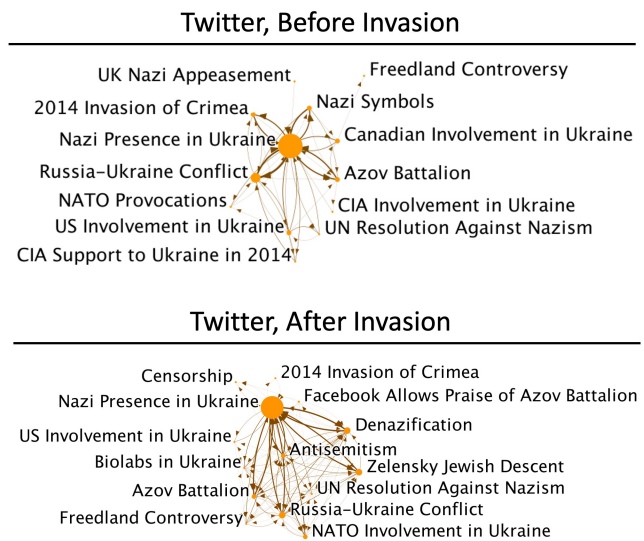 Twitter, Before Invasion
UK Nazi Appeasement
Freedland Controversy
2014 Invasion of Crimea
Nazi Symbols
Nazi Presence in Ukraine
Canadian Involvement in Ukraine
Russia-Ukraine Conflict
Azov Battalion
NATO Provocations
CIA Involvement in Ukraine
US Involvement in Ukraine
UN Resolution Against Nazism
CIA Support to Ukraine in 2014
Twitter, After Invasion
Censorship
2014 Invasion of Crimea
Nazi Presence in Ukraine
Facebook Allows Praise of Azov Battalion
Denazification
US Involvement in Ukraine
Antisemitism
Biolabs in Ukraine
Zelensky Jewish Descent
Azov Battalion
UN Resolution Against Nazism
Freedland Controversy
Russia-Ukraine Conflict
NATO Involvement in Ukraine